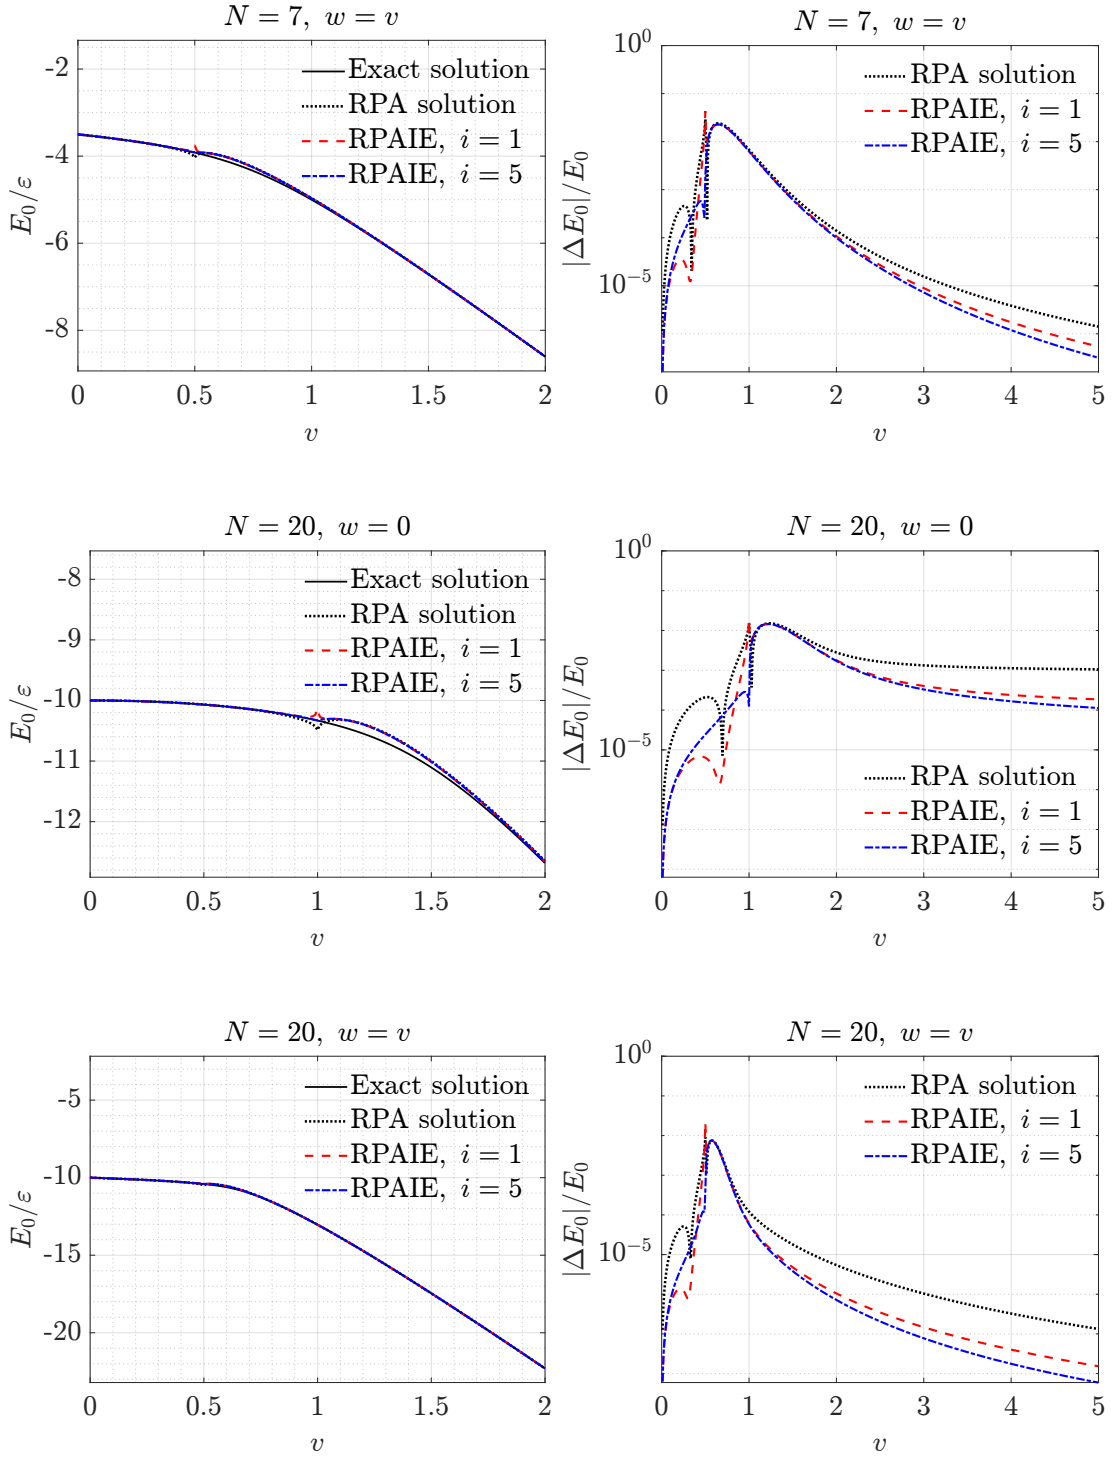 N = 7, w = v
E₀/ε
-2
-4
-6
-8
Exact solution
RPA solution
RPAIE, i = 1
RPAIE, i = 5
0 0.5 1 1.5 2
v
N = 7, w = v
|ΔE₀|/E₀
10⁰
10⁻⁵
RPA solution
RPAIE, i = 1
RPAIE, i = 5
0 1 2 3 4 5
v
N = 20, w = 0
E₀/ε
-8
-9
-10
-11
-12
Exact solution
RPA solution
RPAIE, i = 1
RPAIE, i = 5
0 0.5 1 1.5 2
v
N = 20, w = 0
|ΔE₀|/E₀
10⁰
10⁻⁵
RPA solution
RPAIE, i = 1
RPAIE, i = 5
0 1 2 3 4 5
v
N = 20, w = v
E₀/ε
-5
-10
-15
-20
Exact solution
RPA solution
RPAIE, i = 1
RPAIE, i = 5
0 0.5 1 1.5 2
v
N = 20, w = v
|ΔE₀|/E₀
10⁰
10⁻⁵
RPA solution
RPAIE, i = 1
RPAIE, i = 5
0 1 2 3 4 5
v